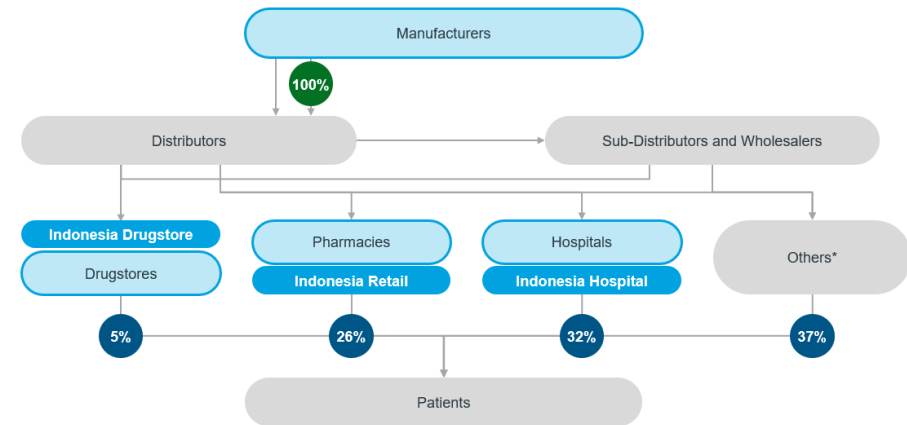 Manufacturers
100%
Distributors
Sub-Distributors and Wholesalers
Indonesia Drugstore
Drugstores
Pharmacies
Indonesia Retail
Hospitals
Indonesia Hospital
Others*
5%
26%
32%
37%
Patients